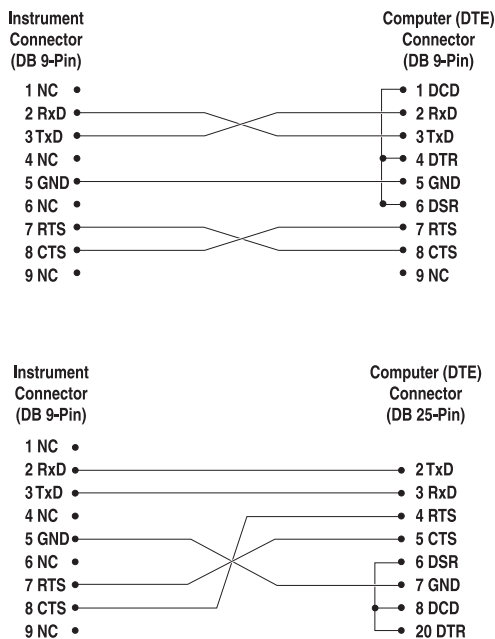 Instrument
Connector
(DB 9-Pin)
1 NC
2 RxD
3 TxD
4 NC
5 GND
6 NC
7 RTS
8 CTS
9 NC
Computer (DTE)
Connector
(DB 9-Pin)
1 DCD
2 RxD
3 TxD
4 DTR
5 GND
6 DSR
7 RTS
8 CTS
9 NC
Instrument
Connector
(DB 9-Pin)
1 NC
2 RxD
3 TxD
4 NC
5 GND
6 NC
7 RTS
8 CTS
9 NC
Computer (DTE)
Connector
(DB 25-Pin)
2 TxD
3 RxD
4 RTS
5 CTS
6 DSR
7 GND
8 DCD
20 DTR